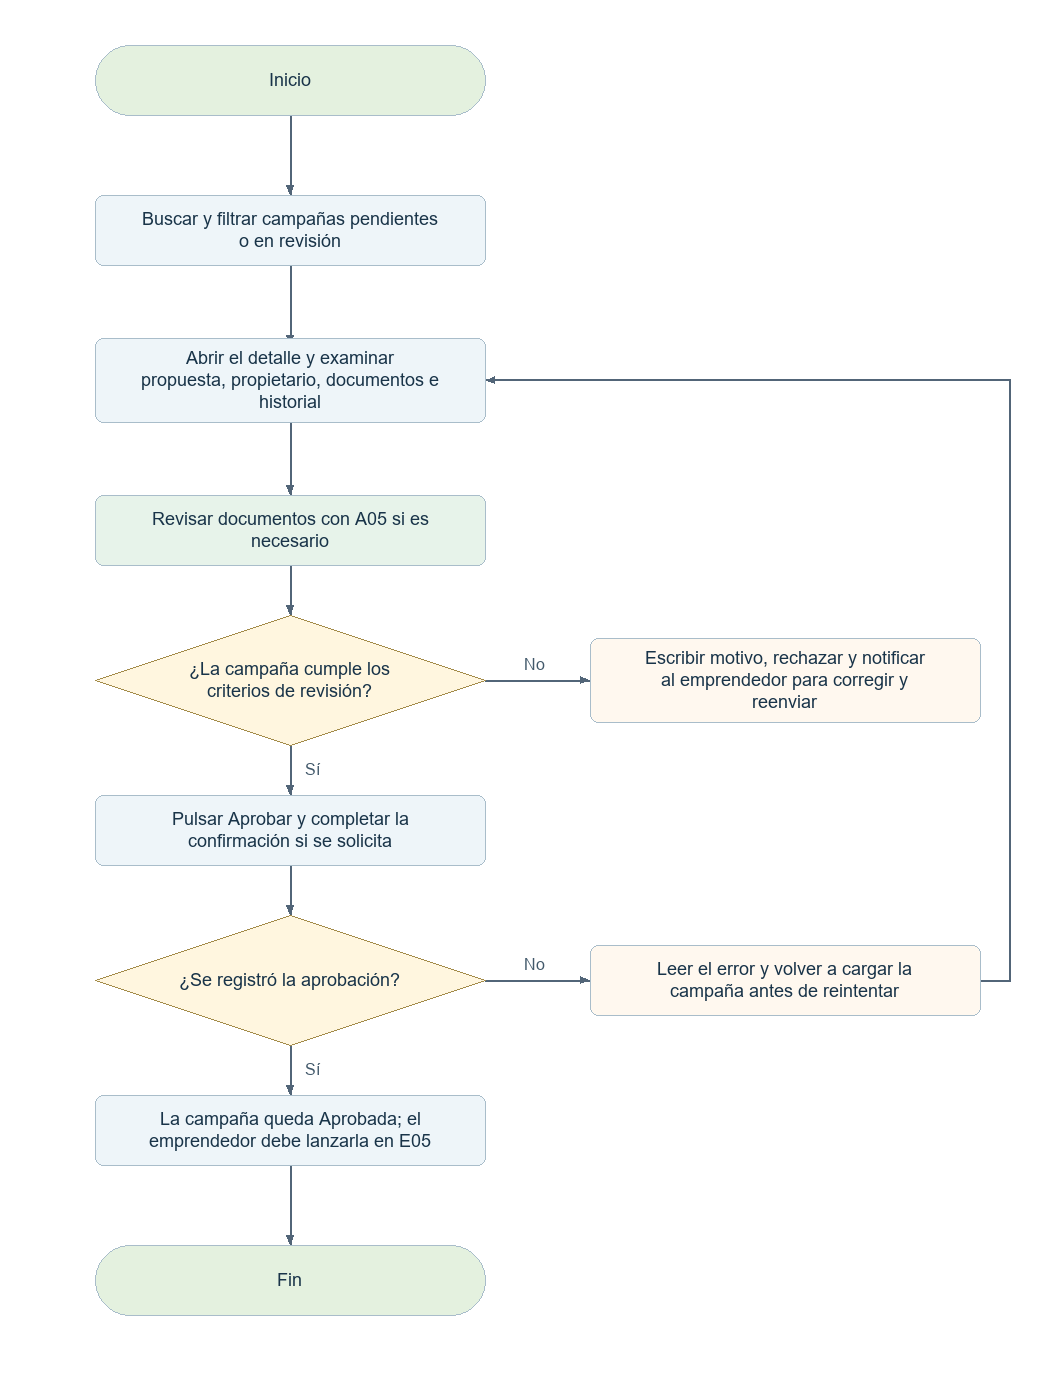 Inicio
Buscar y filtrar campañas pendientes
o en revisión
Abrir el detalle y examinar
propuesta, propietario, documentos e
historial
Revisar documentos con A05 si es
necesario
¿La campaña cumple los
criterios de revisión?
No
Escribir motivo, rechazar y notificar
al emprendedor para corregir y
reenviar
Sí
Pulsar Aprobar y completar la
confirmación si se solicita
¿Se registró la aprobación?
No
Leer el error y volver a cargar la
campaña antes de reintentar
Sí
La campaña queda Aprobada; el
emprendedor debe lanzarla en E05
Fin